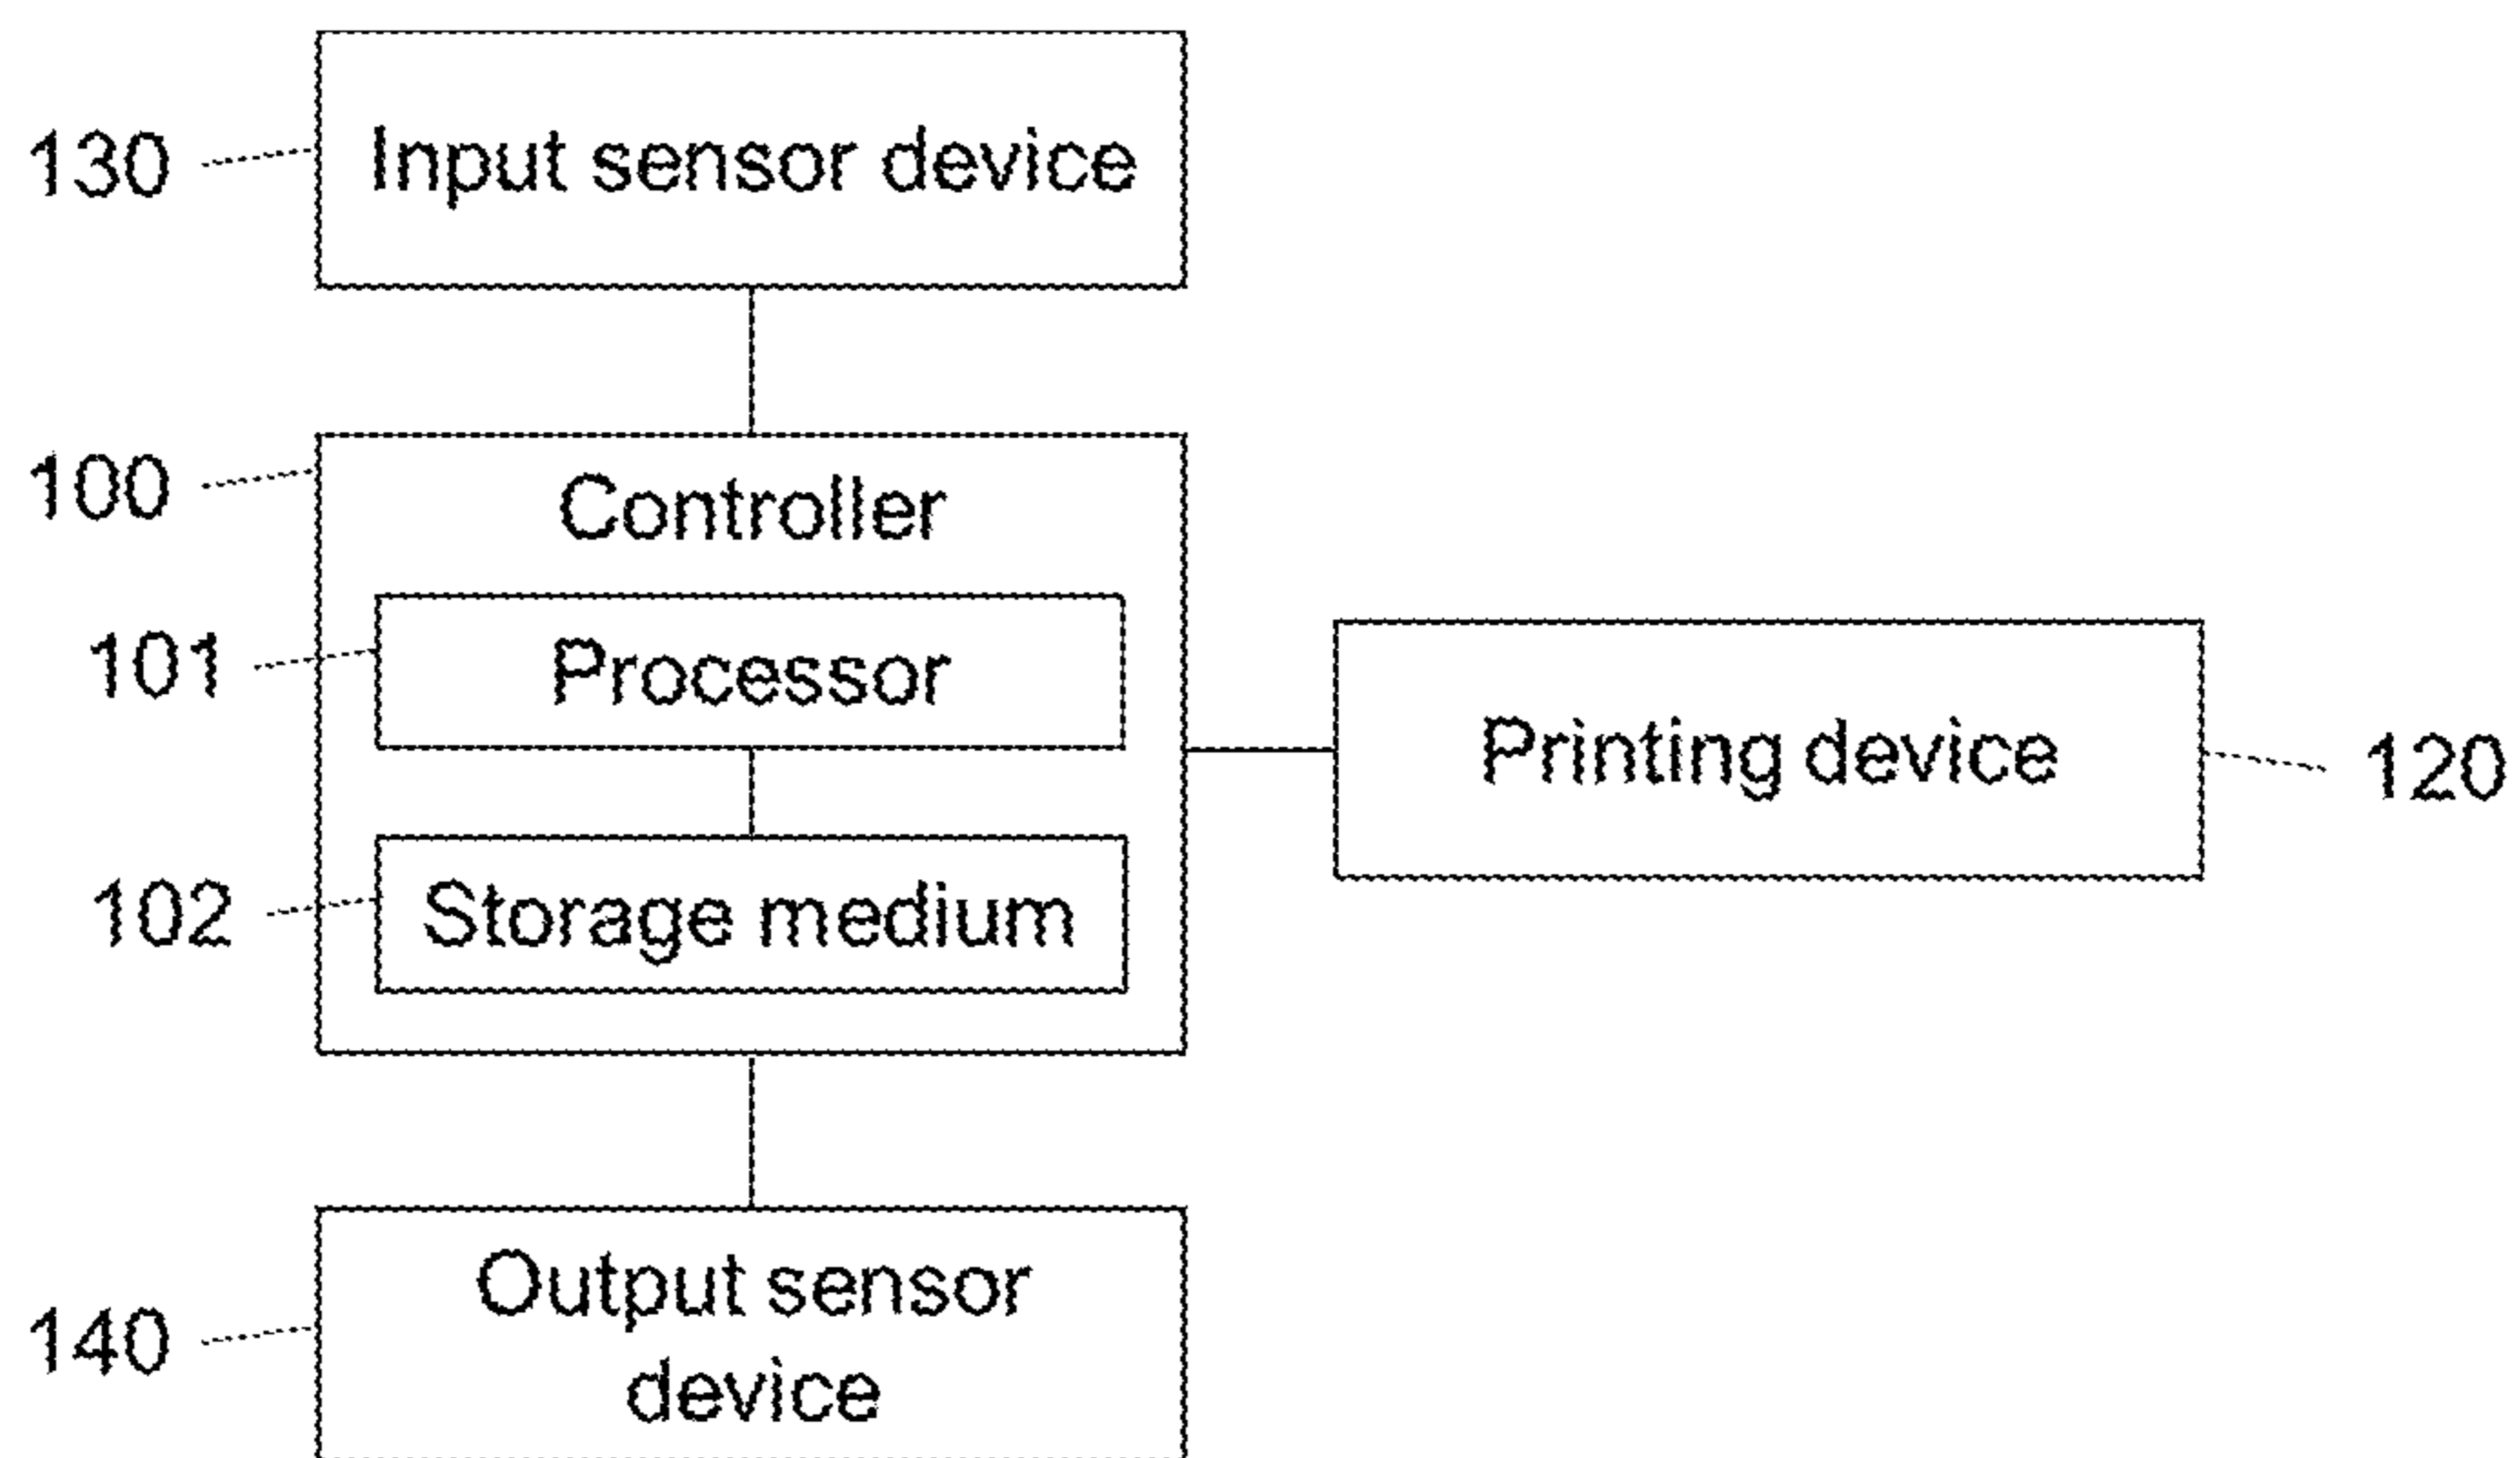 130
Input sensor device
100
Controller
101
Processor
Printing device
120
102
Storage medium
140
Output sensor
device